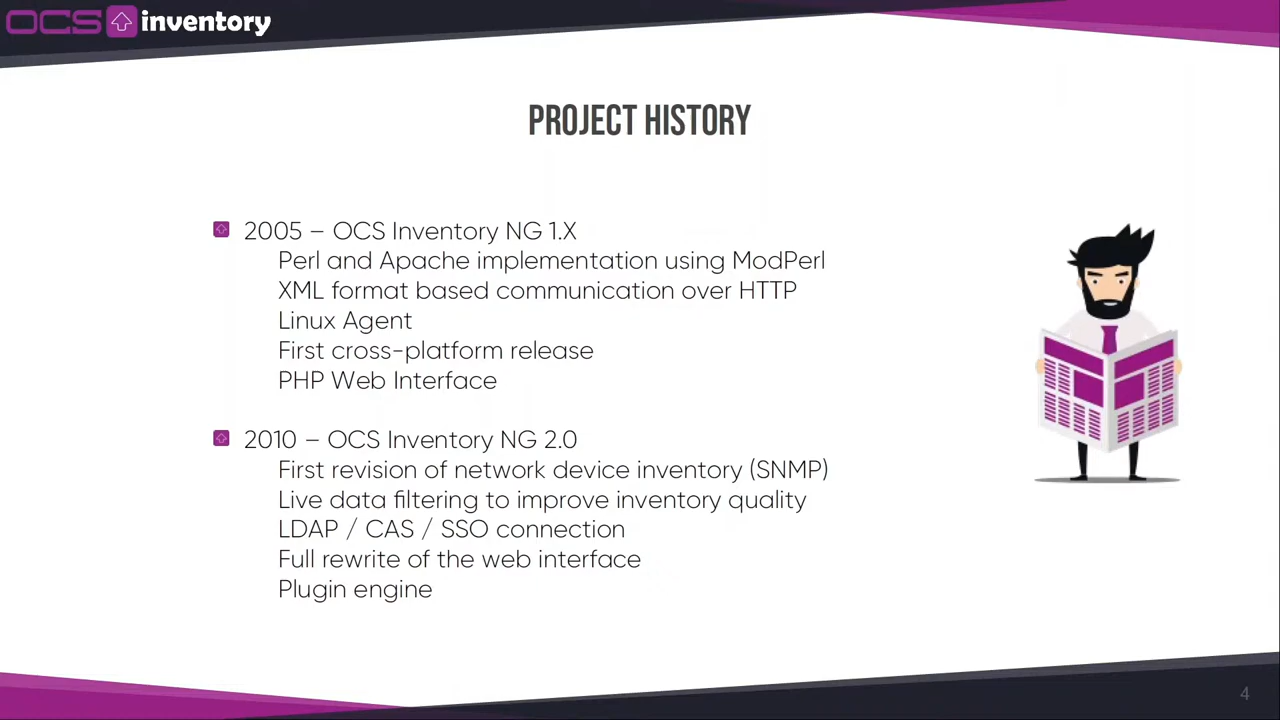 OCS inventory
PROJECT HISTORY
2005 – OCS Inventory NG 1.X
Perl and Apache implementation using ModPerl
XML format based communication over HTTP
Linux Agent
First cross-platform release
PHP Web Interface
2010 – OCS Inventory NG 2.0
First revision of network device inventory (SNMP)
Live data filtering to improve inventory quality
LDAP / CAS / SSO connection
Full rewrite of the web interface
Plugin engine
4